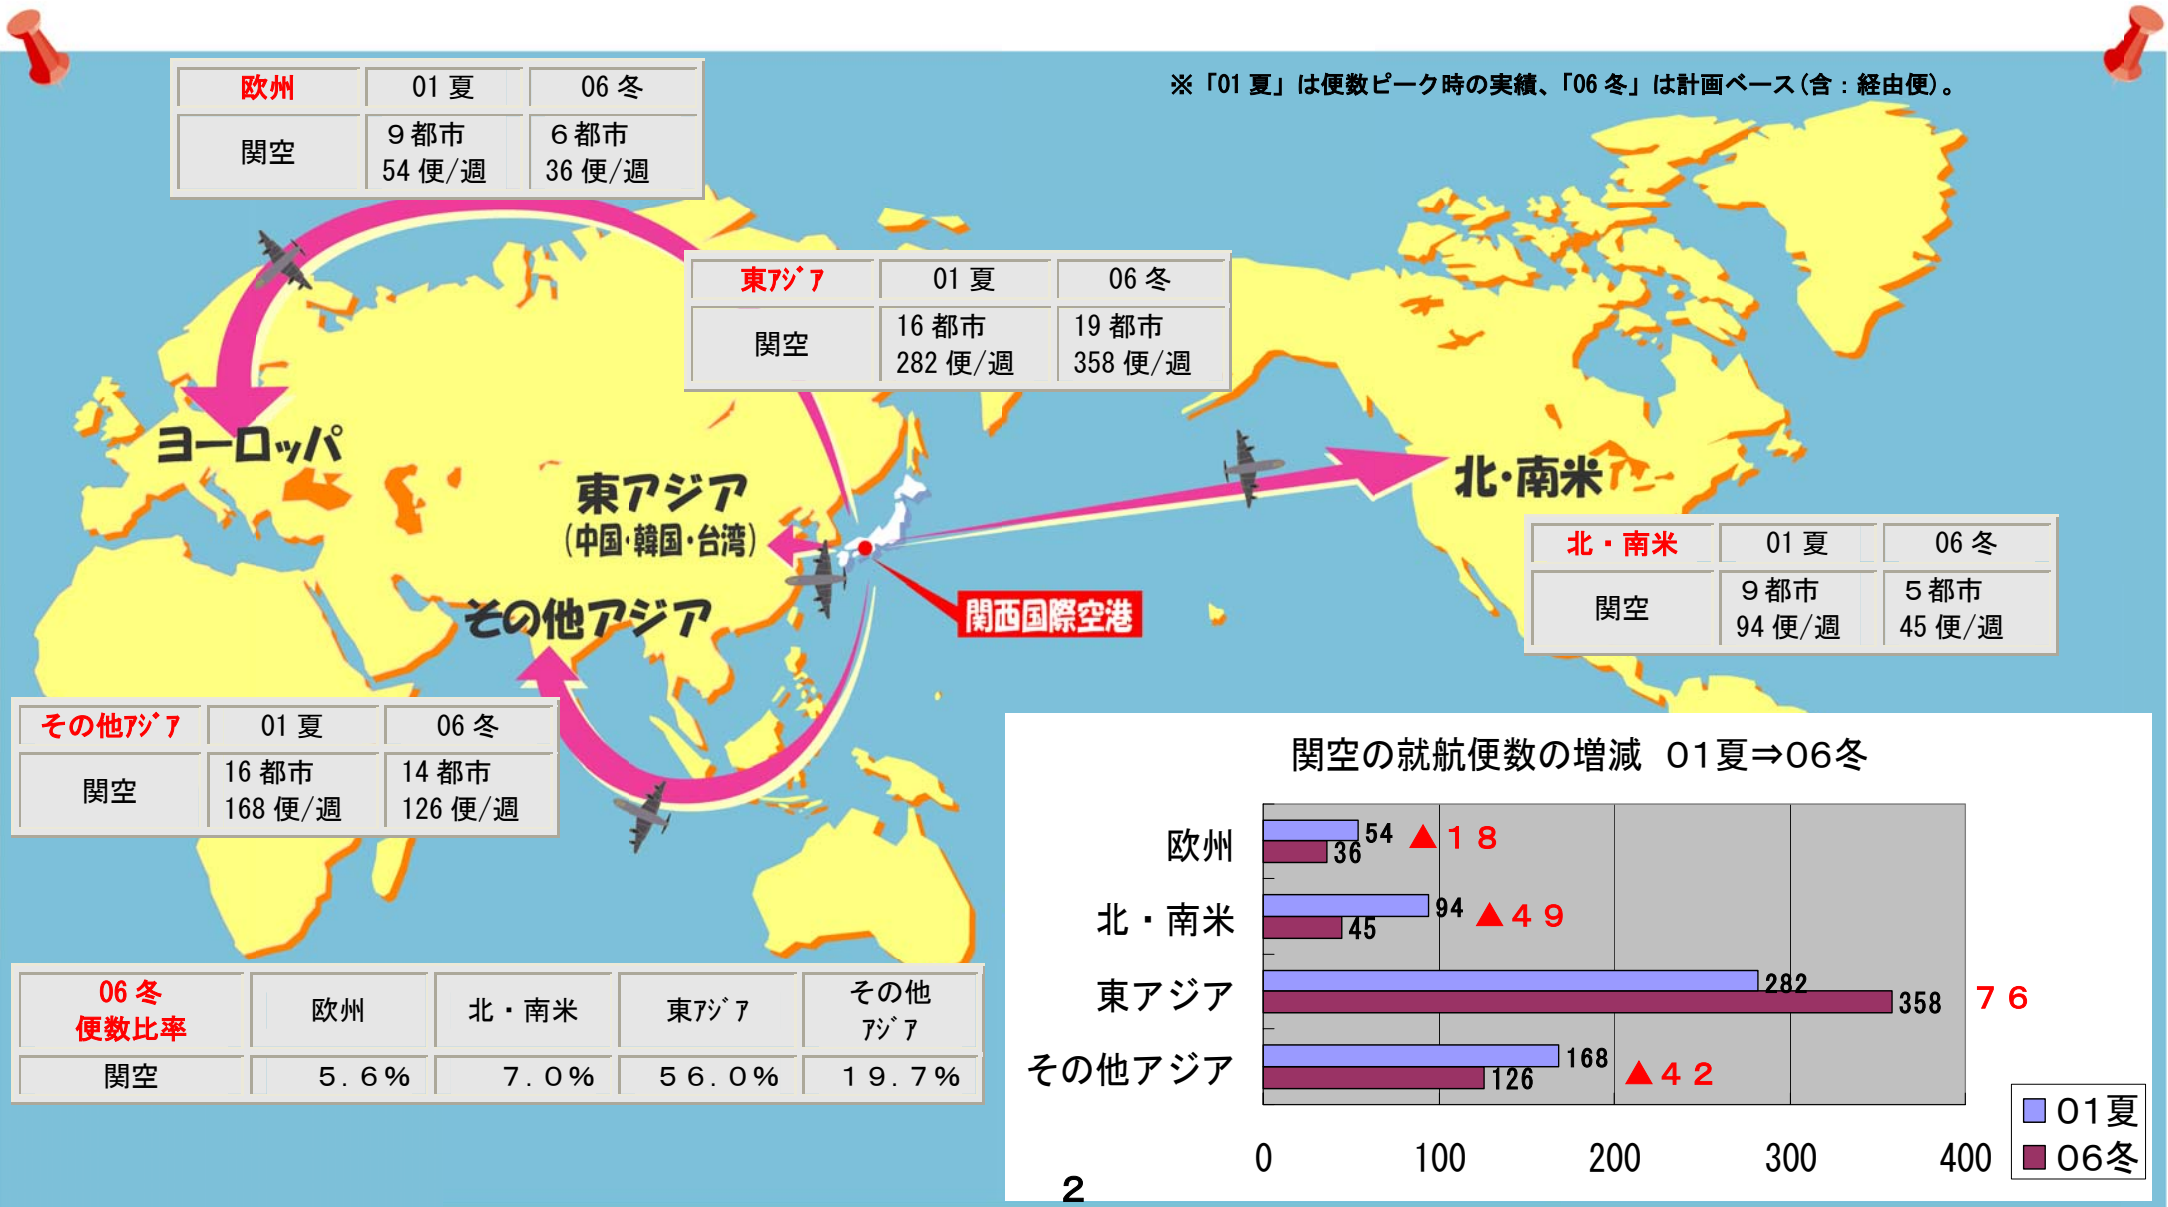 ※「01 夏」は便数ピーク時の実績、「06 冬」は計画ベース(含：経由便)。
欧州 01 夏 06 冬
関空 ９都市 ６都市
54 便/週 36 便/週
東ｱｼﾞｱ 01 夏 06 冬
関空 16 都市 19 都市
282 便/週 358 便/週
ヨーロッパ
東アジア
(中国･韓国･台湾)
その他アジア
北・南米
関西国際空港
北・南米 01 夏 06 冬
関空 ９都市 ５都市
94 便/週 45 便/週
その他ｱｼﾞｱ 01 夏 06 冬
関空 16 都市 14 都市
168 便/週 126 便/週
06 冬
便数比率 欧州 北・南米 東ｱｼﾞｱ その他
ｱｼﾞｱ
関空 ５．６％ ７．０％ ５６．０％ １９．７％
関空の就航便数の増減　０１夏⇒０６冬
欧州 54 ▲１８
36
北・南米 94 ▲４９
45
東アジア 282
358 ７６
その他アジア 168
126 ▲４２
0 100 200 300 400
０１夏
０６冬
2